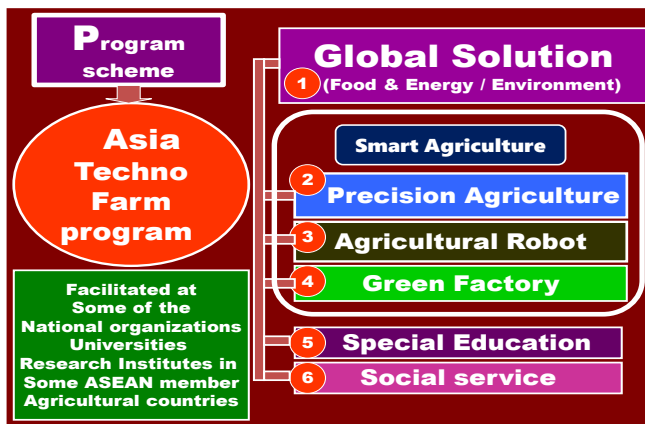 Program
scheme
Asia
Techno
Farm
program
Facilitated at
Some of the
National organizations
Universities
Research Institutes in
Some ASEAN member
Agricultural countries
Global Solution
1 (Food & Energy / Environment)
Smart Agriculture
2 Precision Agriculture
3 Agricultural Robot
4 Green Factory
5 Special Education
6 Social service